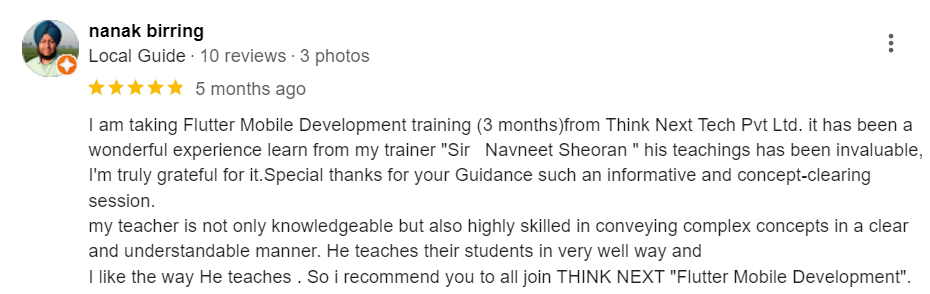 nanak birring
Local Guide · 10 reviews · 3 photos
5 months ago
I am taking Flutter Mobile Development training (3 months)from Think Next Tech Pvt Ltd. it has been a
wonderful experience learn from my trainer "Sir   Navneet Sheoran " his teachings has been invaluable,
I'm truly grateful for it.Special thanks for your Guidance such an informative and concept-clearing
session.
my teacher is not only knowledgeable but also highly skilled in conveying complex concepts in a clear
and understandable manner. He teaches their students in very well way and
I like the way He teaches . So i recommend you to all join THINK NEXT "Flutter Mobile Development".